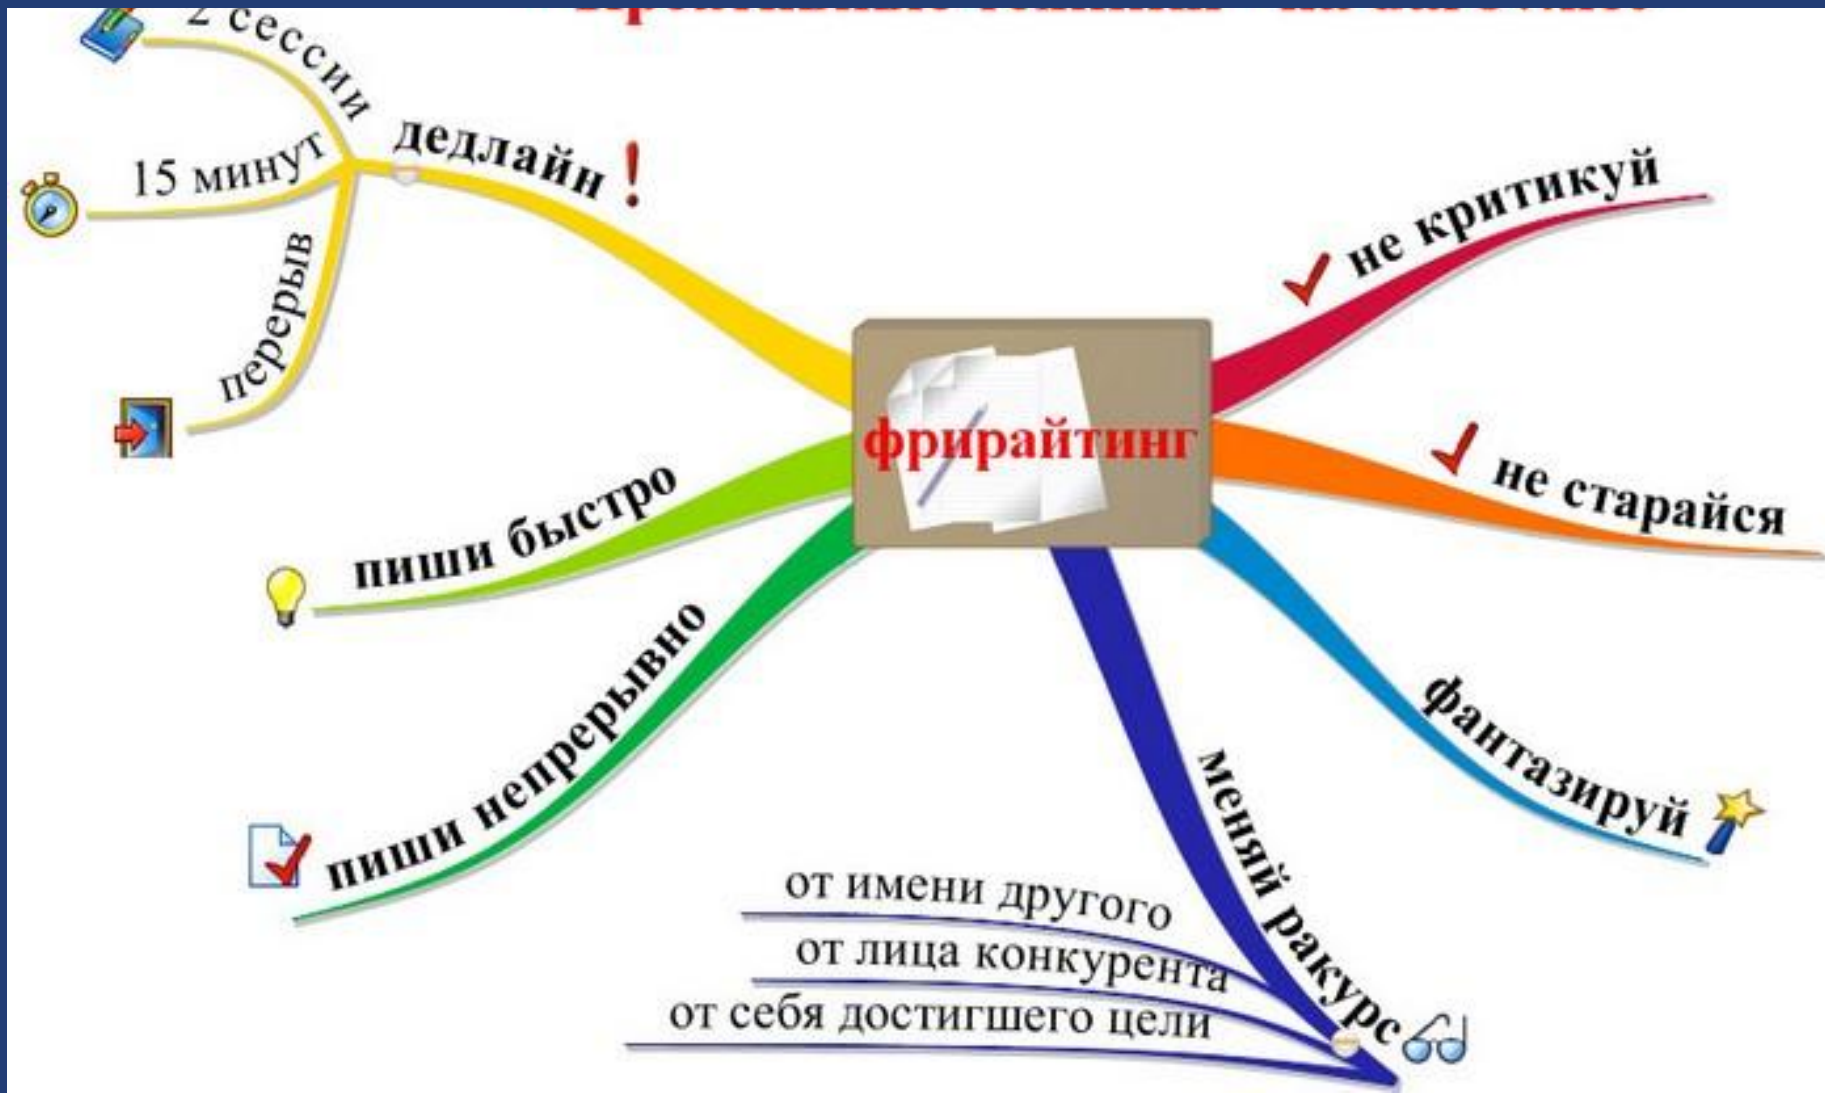 2 сессии
дедлайн
15 минут
перерыв
не критикуй
фрирайтинг
не старайся
пиши быстро
пиши непрерывно
фантазируй
меняй ракурс
от имени другого
от лица конкурента
от себя достигшего цели